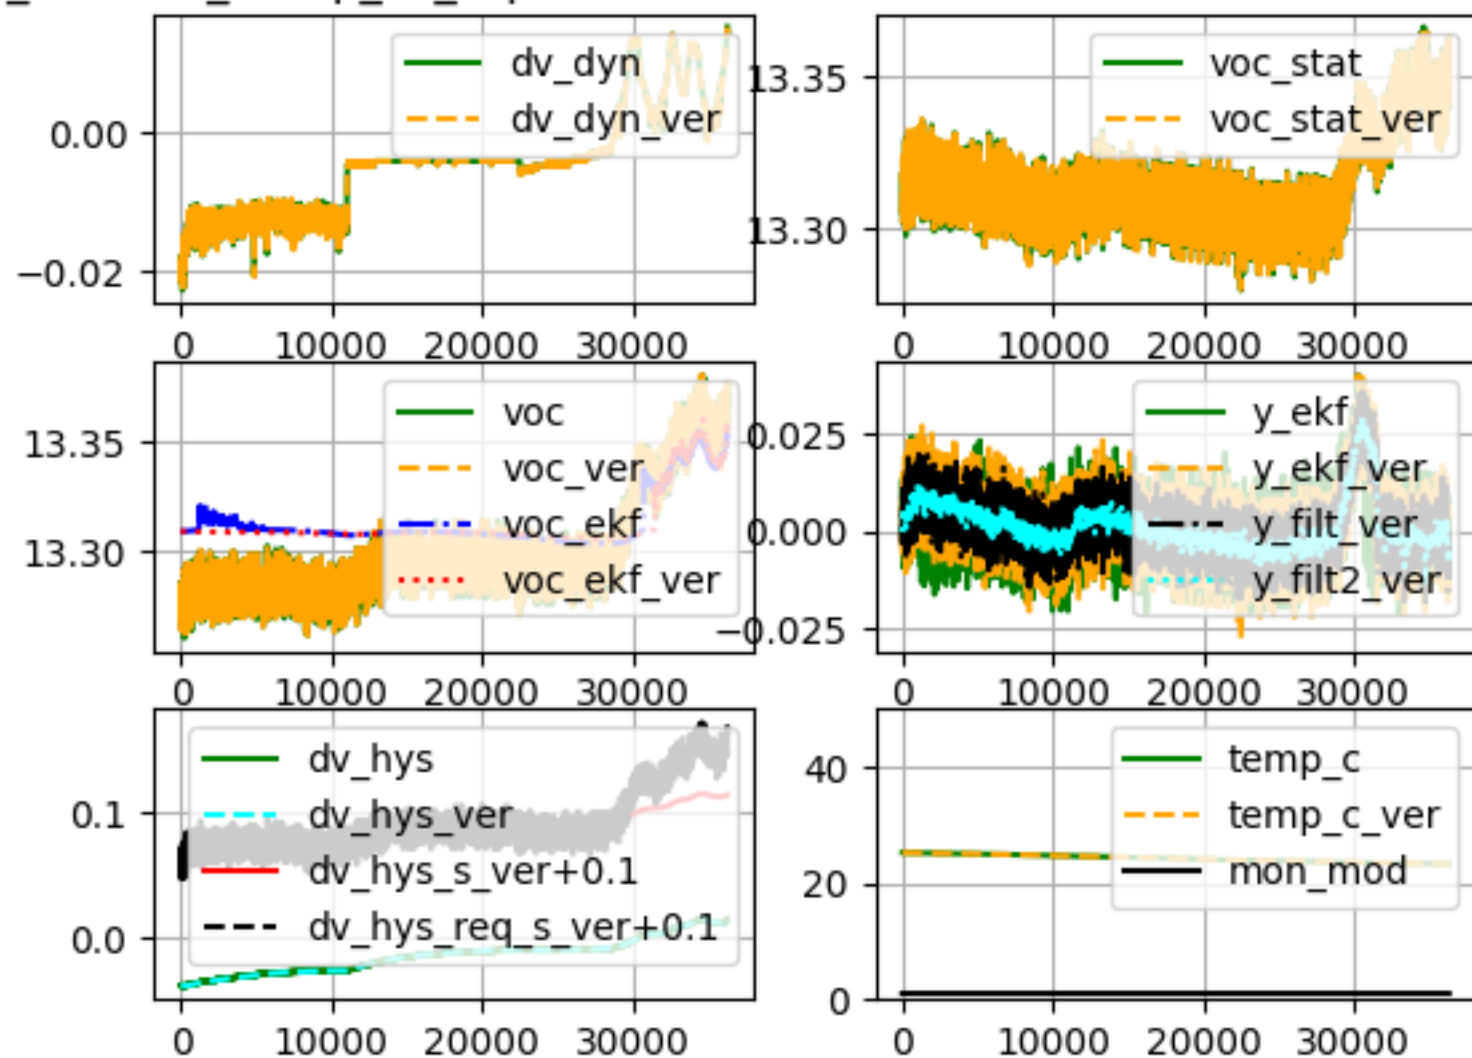 dv_dyn
dv_dyn_ver
0.00
−0.02
0 10000 20000 30000
voc_stat
voc_stat_ver
13.35
13.30
0 10000 20000 30000
voc
voc_ver
voc_ekf
voc_ekf_ver
13.35
13.30
0 10000 20000 30000
y_ekf
y_ekf_ver
y_filt_ver
y_filt2_ver
0.025
0.000
−0.025
0 10000 20000 30000
dv_hys
dv_hys_ver
dv_hys_s_ver+0.1
dv_hys_req_s_ver+0.1
0.1
0.0
0 10000 20000 30000
temp_c
temp_c_ver
mon_mod
40
20
0
0 10000 20000 30000